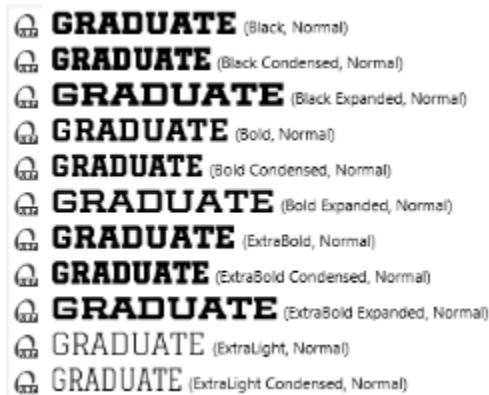 GRADUATE (Black, Normal)
GRADUATE (Black Condensed, Normal)
GRADUATE (Black Expanded, Normal)
GRADUATE (Bold, Normal)
GRADUATE (Bold Condensed, Normal)
GRADUATE (Bold Expanded, Normal)
GRADUATE (ExtraBold, Normal)
GRADUATE (ExtraBold Condensed, Normal)
GRADUATE (ExtraBold Expanded, Normal)
GRADUATE (ExtraLight, Normal)
GRADUATE (ExtraLight Condensed, Normal)